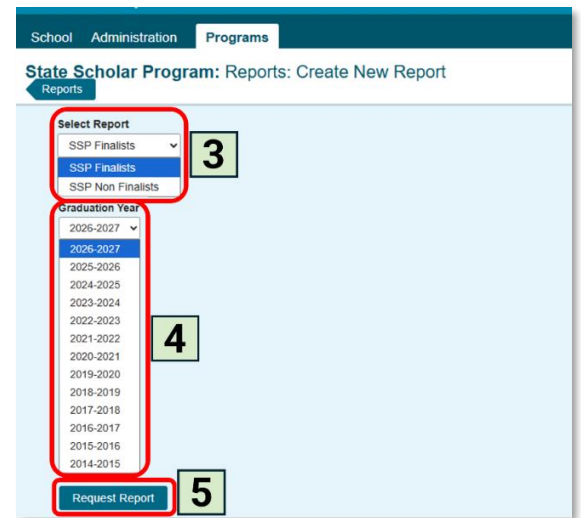 School Administration Programs
State Scholar Program: Reports: Create New Report
Reports
Select Report
SSP Finalists
SSP Finalists
SSP Non Finalists
3
Graduation Year
2026-2027
2026-2027
2025-2026
2024-2025
2023-2024
2022-2023
2021-2022
2020-2021
2019-2020
2018-2019
2017-2018
2016-2017
2015-2016
2014-2015
4
Request Report
5